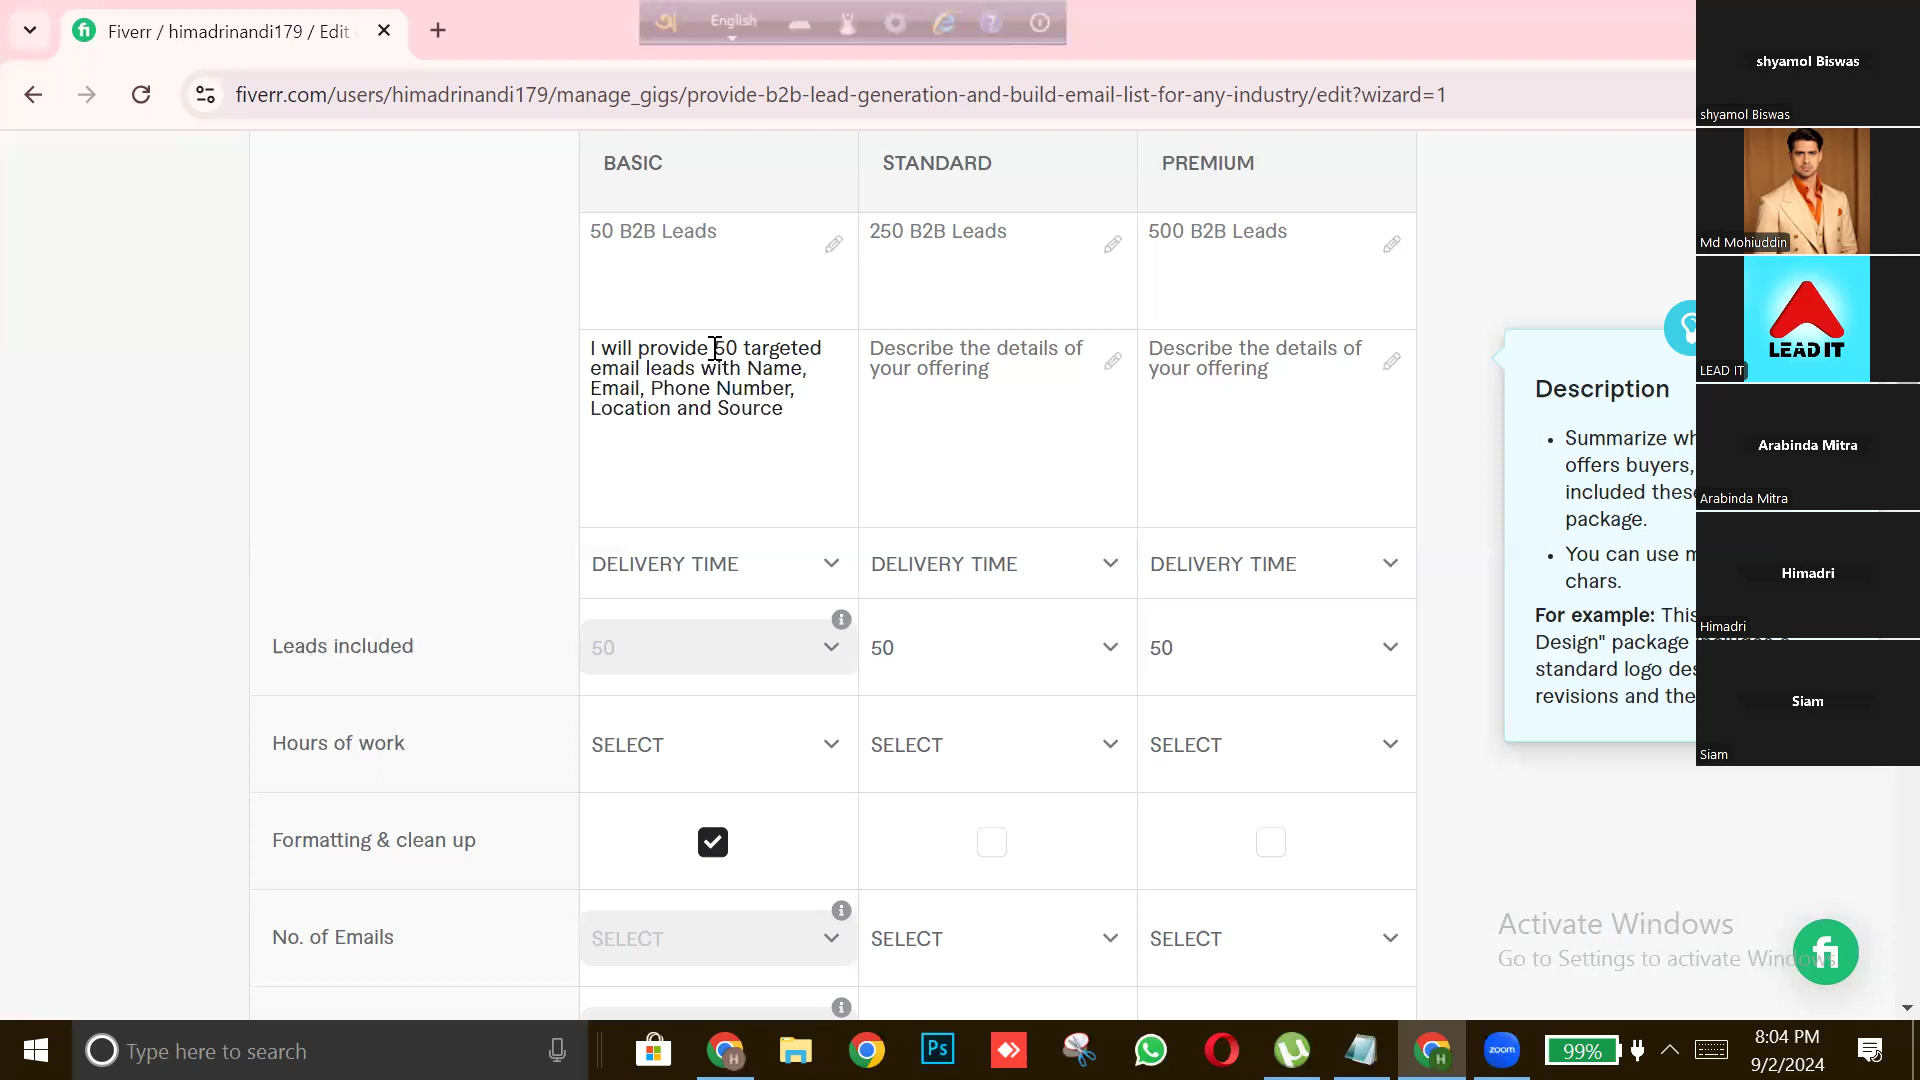 Fiverr / himadrinandi179 / Edit
English
fiverr.com/users/himadrinandi179/manage_gigs/provide-b2b-lead-generation-and-build-email-list-for-any-industry/edit?wizard=1
BASIC
STANDARD
PREMIUM
50 B2B Leads
250 B2B Leads
500 B2B Leads
I will provide 50 targeted
email leads with Name,
Email, Phone Number,
Location and Source
Describe the details of
your offering
Describe the details of
your offering
DELIVERY TIME
DELIVERY TIME
DELIVERY TIME
Leads included
50
50
50
Hours of work
SELECT
SELECT
SELECT
Formatting & clean up
No. of Emails
SELECT
SELECT
SELECT
Description
• Summarize wh
offers buyers,
included these
package.
• You can use m
chars.
For example: This
Design" package
standard logo des
revisions and the
shyamol Biswas
shyamol Biswas
Md Mohiuddin
LEAD IT
LEAD IT
Arabinda Mitra
Arabinda Mitra
Himadri
Himadri
Siam
Siam
Activate Windows
Go to Settings to activate Windows
fi
Type here to search
Ps
zoom
99%
8:04 PM
9/2/2024